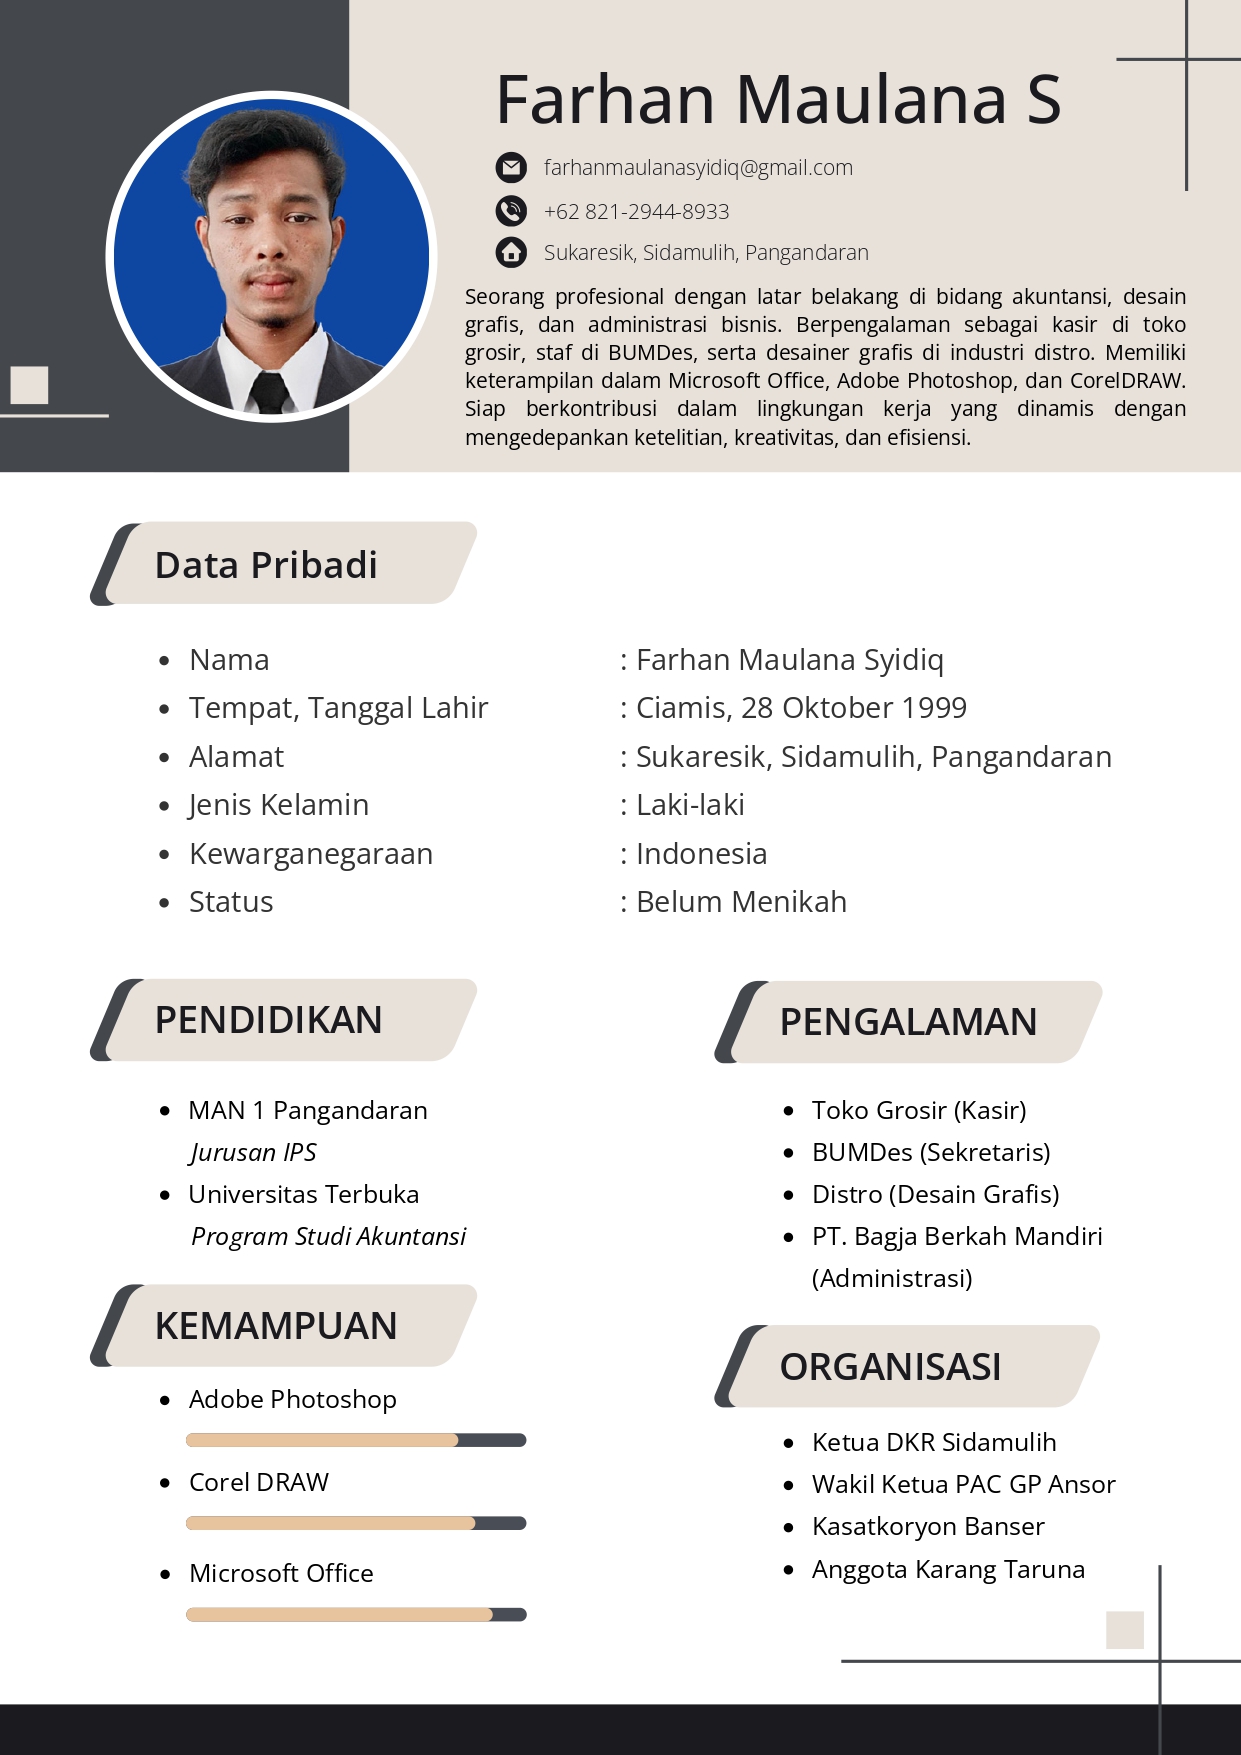 Farhan Maulana S
farhanmaulanasyidiq@gmail.com
+62 821-2944-8933
Sukaresik, Sidamulih, Pangandaran
Seorang profesional dengan latar belakang di bidang akuntansi, desain
grafis, dan administrasi bisnis. Berpengalaman sebagai kasir di toko
grosir, staf di BUMDes, serta desainer grafis di industri distro. Memiliki
keterampilan dalam Microsoft Office, Adobe Photoshop, dan CorelDRAW.
Siap berkontribusi dalam lingkungan kerja yang dinamis dengan
mengedepankan ketelitian, kreativitas, dan efisiensi.
Data Pribadi
• Nama : Farhan Maulana Syidiq
• Tempat, Tanggal Lahir : Ciamis, 28 Oktober 1999
• Alamat : Sukaresik, Sidamulih, Pangandaran
• Jenis Kelamin : Laki-laki
• Kewarganegaraan : Indonesia
• Status : Belum Menikah
PENDIDIKAN
• MAN 1 Pangandaran
Jurusan IPS
• Universitas Terbuka
Program Studi Akuntansi
KEMAMPUAN
• Adobe Photoshop
• Corel DRAW
• Microsoft Office
PENGALAMAN
• Toko Grosir (Kasir)
• BUMDes (Sekretaris)
• Distro (Desain Grafis)
• PT. Bagja Berkah Mandiri
(Administrasi)
ORGANISASI
• Ketua DKR Sidamulih
• Wakil Ketua PAC GP Ansor
• Kasatkoryon Banser
• Anggota Karang Taruna